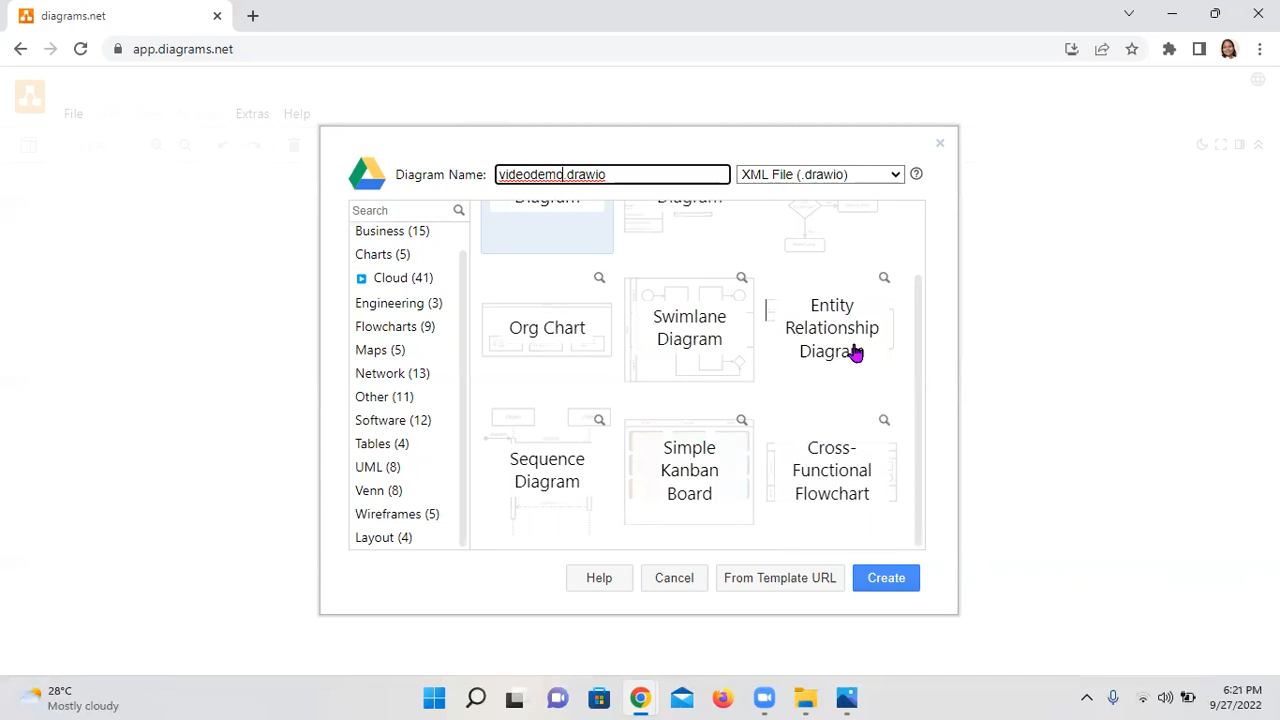 diagrams.net
app.diagrams.net
File
Extras
Help
Diagram Name:
videodemo.drawio
XML File (.drawio)
Search
Business (15)
Charts (5)
Cloud (41)
Engineering (3)
Flowcharts (9)
Maps (5)
Network (13)
Other (11)
Software (12)
Tables (4)
UML (8)
Venn (8)
Wireframes (5)
Layout (4)
Diagram
Diagram
Org Chart
Swimlane
Diagram
Entity
Relationship
Diagram
Sequence
Diagram
Simple
Kanban
Board
Cross-
Functional
Flowchart
Help
Cancel
From Template URL
Create
28°C
Mostly cloudy
6:21 PM
9/27/2022